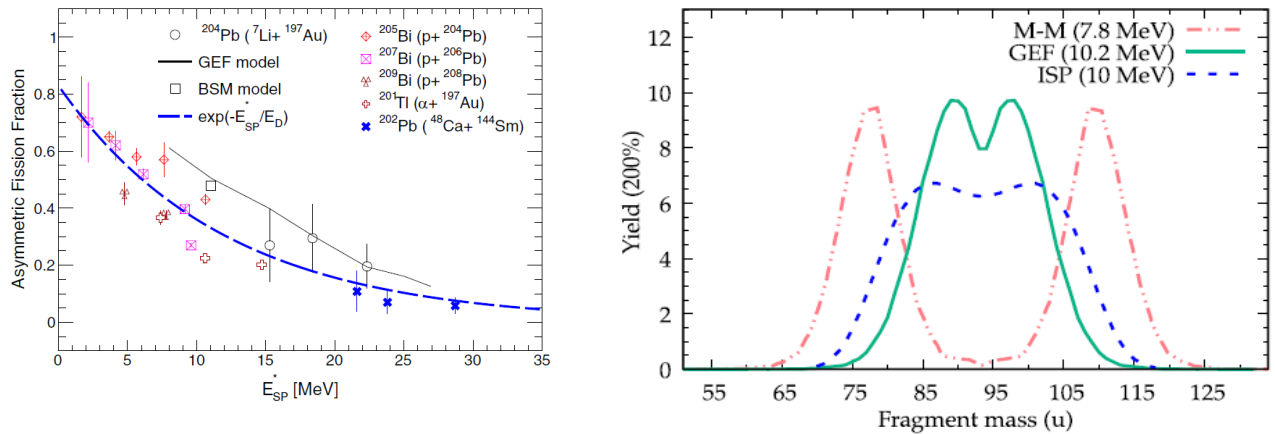 Asymmetric Fission Fraction
1
0.8
0.6
0.4
0.2
0
²⁰⁴Pb ( ⁷Li+ ¹⁹⁷Au)
GEF model
BSM model
exp(-E*SP/ED)
²⁰⁵Bi (p+ ²⁰⁴Pb)
²⁰⁷Bi (p+ ²⁰⁶Pb)
²⁰⁹Bi (p+ ²⁰⁸Pb)
²⁰¹Tl (α+ ¹⁹⁷Au)
²⁰²Pb ( ⁴⁸Ca+ ¹⁴⁴Sm)
0 5 10 15 20 25 30 35
E*SP [MeV]
Yield (200%)
12
10
8
6
4
2
0
M-M (7.8 MeV)
GEF (10.2 MeV)
ISP (10 MeV)
55 65 75 85 95 105 115 125
Fragment mass (u)